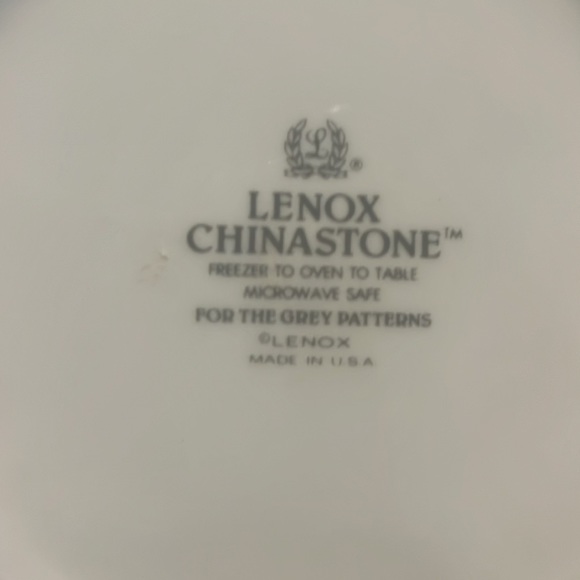 L®
LENOX
CHINASTONE™
FREEZER TO OVEN TO TABLE
MICROWAVE SAFE
FOR THE GREY PATTERNS
©LENOX
MADE IN U.S.A